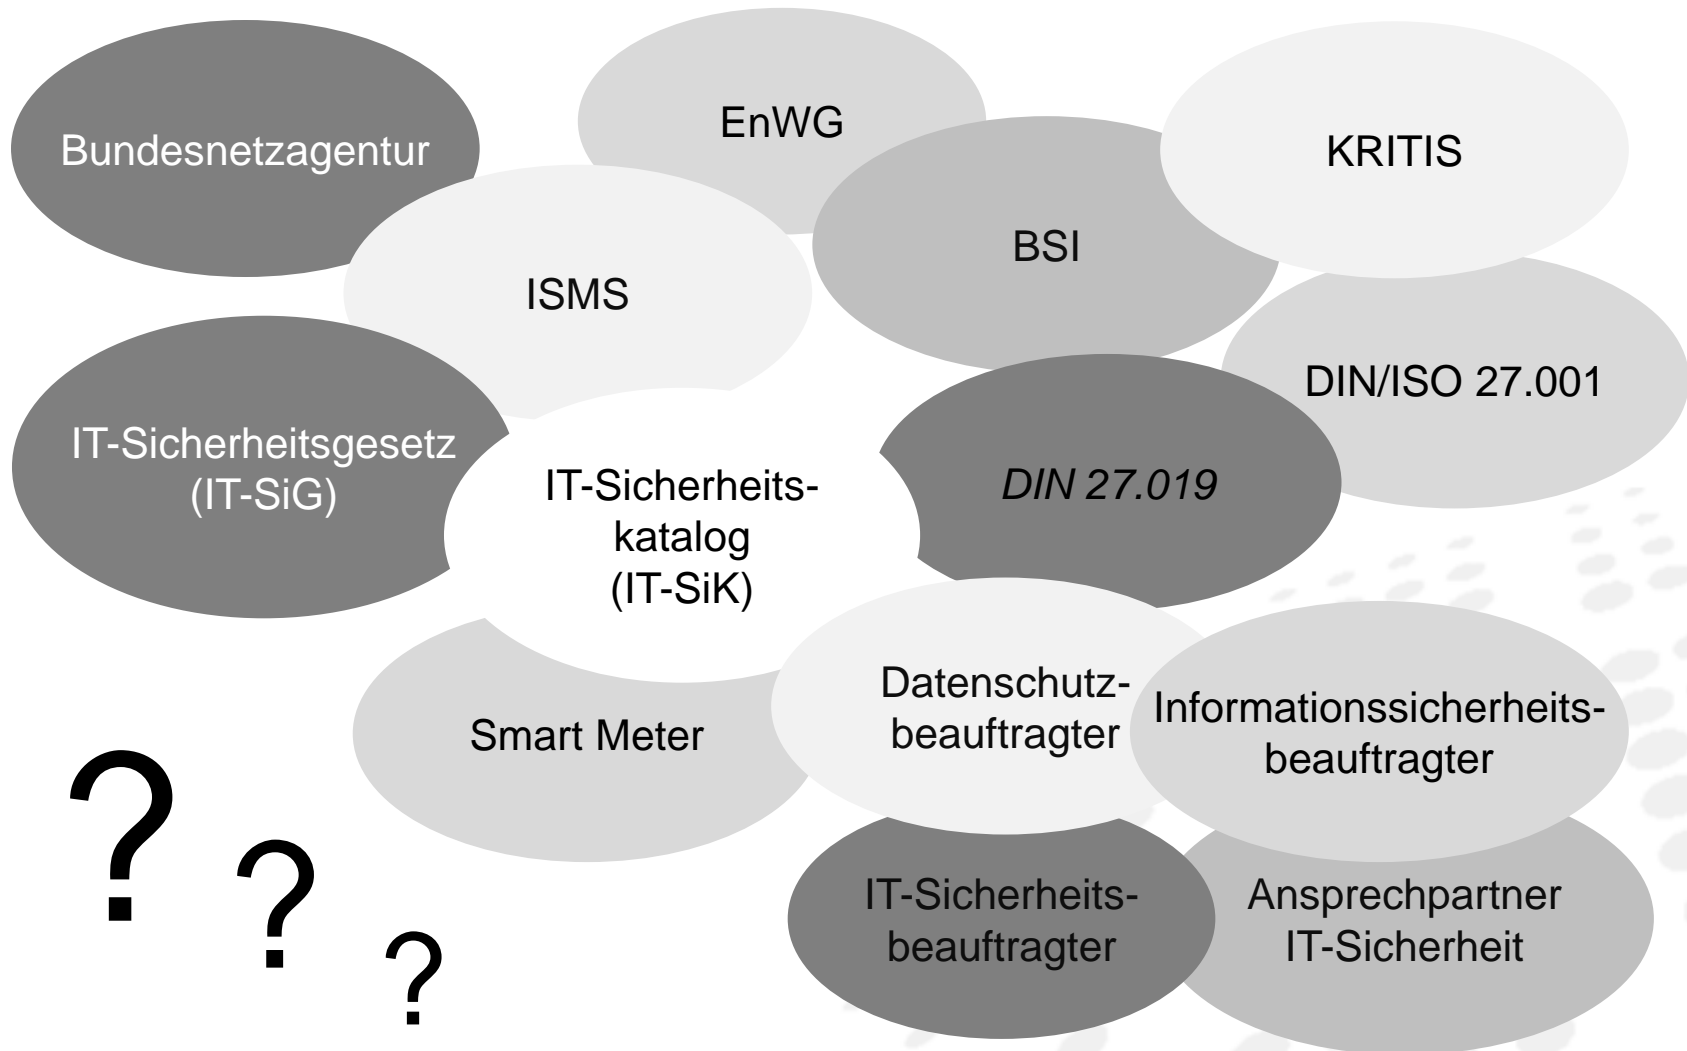 EnWG
Bundesnetzagentur
KRITIS
BSI
ISMS
DIN/ISO 27.001
IT-Sicherheitsgesetz
(IT-SiG)
IT-Sicherheits-
katalog
(IT-SiK)
DIN 27.019
Datenschutz-
beauftragter
Informationssicherheits-
beauftragter
Smart Meter
?
?
?
IT-Sicherheits-
beauftragter
Ansprechpartner
IT-Sicherheit